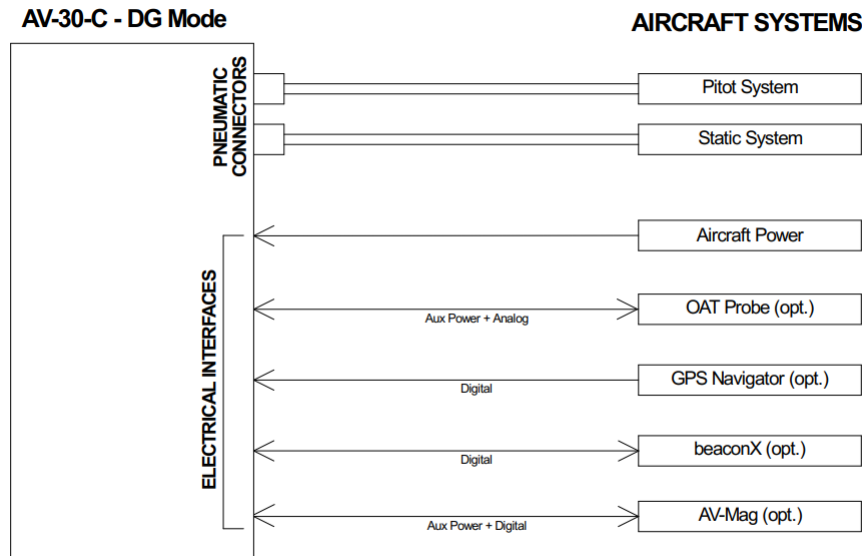 AV-30-C - DG Mode
AIRCRAFT SYSTEMS
PNEUMATIC
CONNECTORS
Pitot System
Static System
ELECTRICAL INTERFACES
Aircraft Power
Aux Power + Analog
OAT Probe (opt.)
Digital
GPS Navigator (opt.)
Digital
beaconX (opt.)
Aux Power + Digital
AV-Mag (opt.)